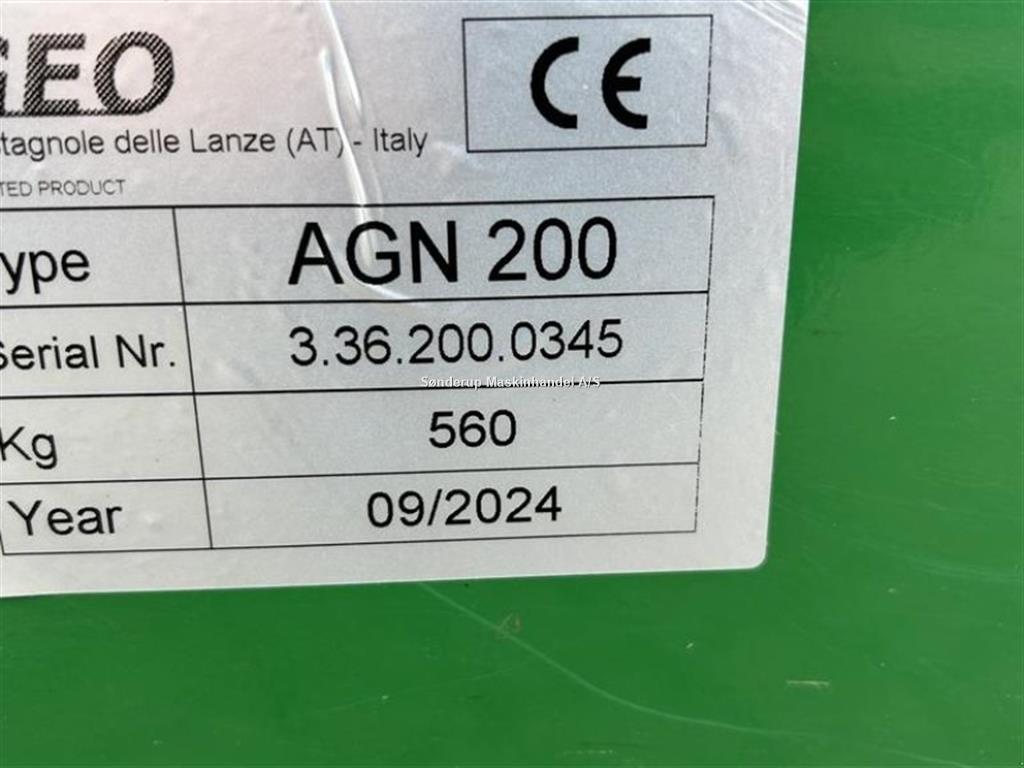 GEO
tagnole delle Lanze (AT) - Italy
TED PRODUCT
ype AGN 200
Serial Nr. 3.36.200.0345
Sønderup Maskinhandel A/S
Kg 560
Year 09/2024
CE